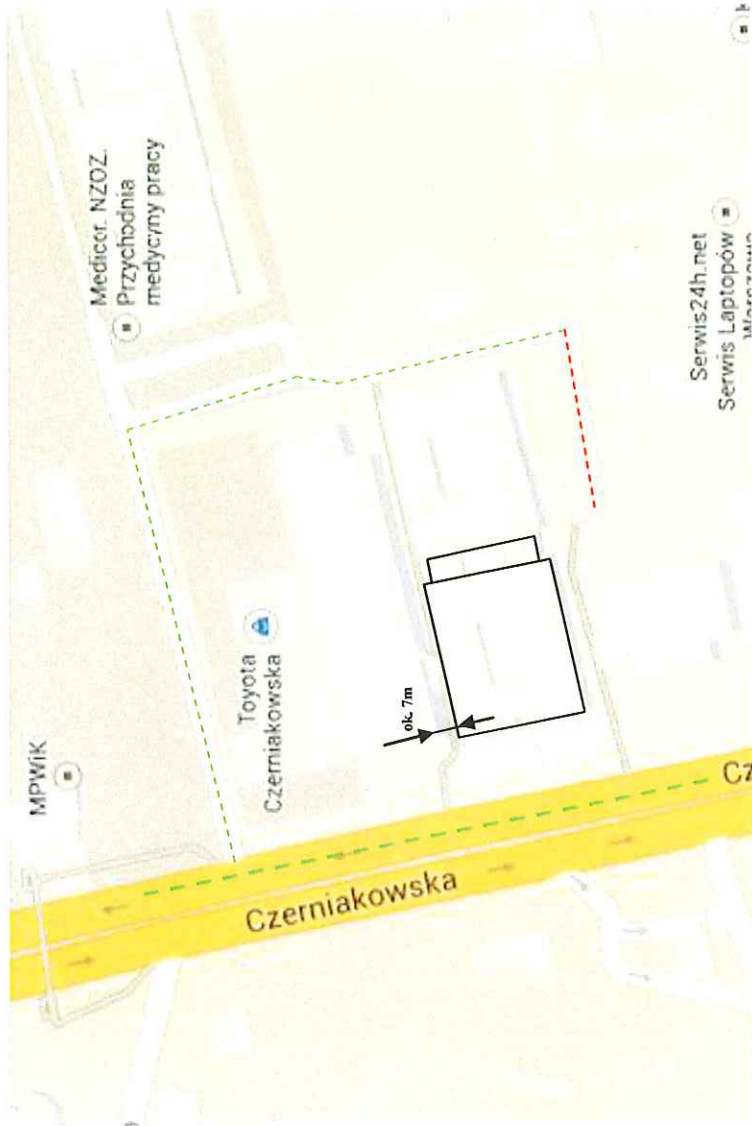 MPWiK
Medicor. NZOZ.
Przychodnia
medycyny pracy
Toyota
Czerniakowska
ok. 7m
Czerniakowska
Serwis24h.net
Serwis Laptopów
Cz